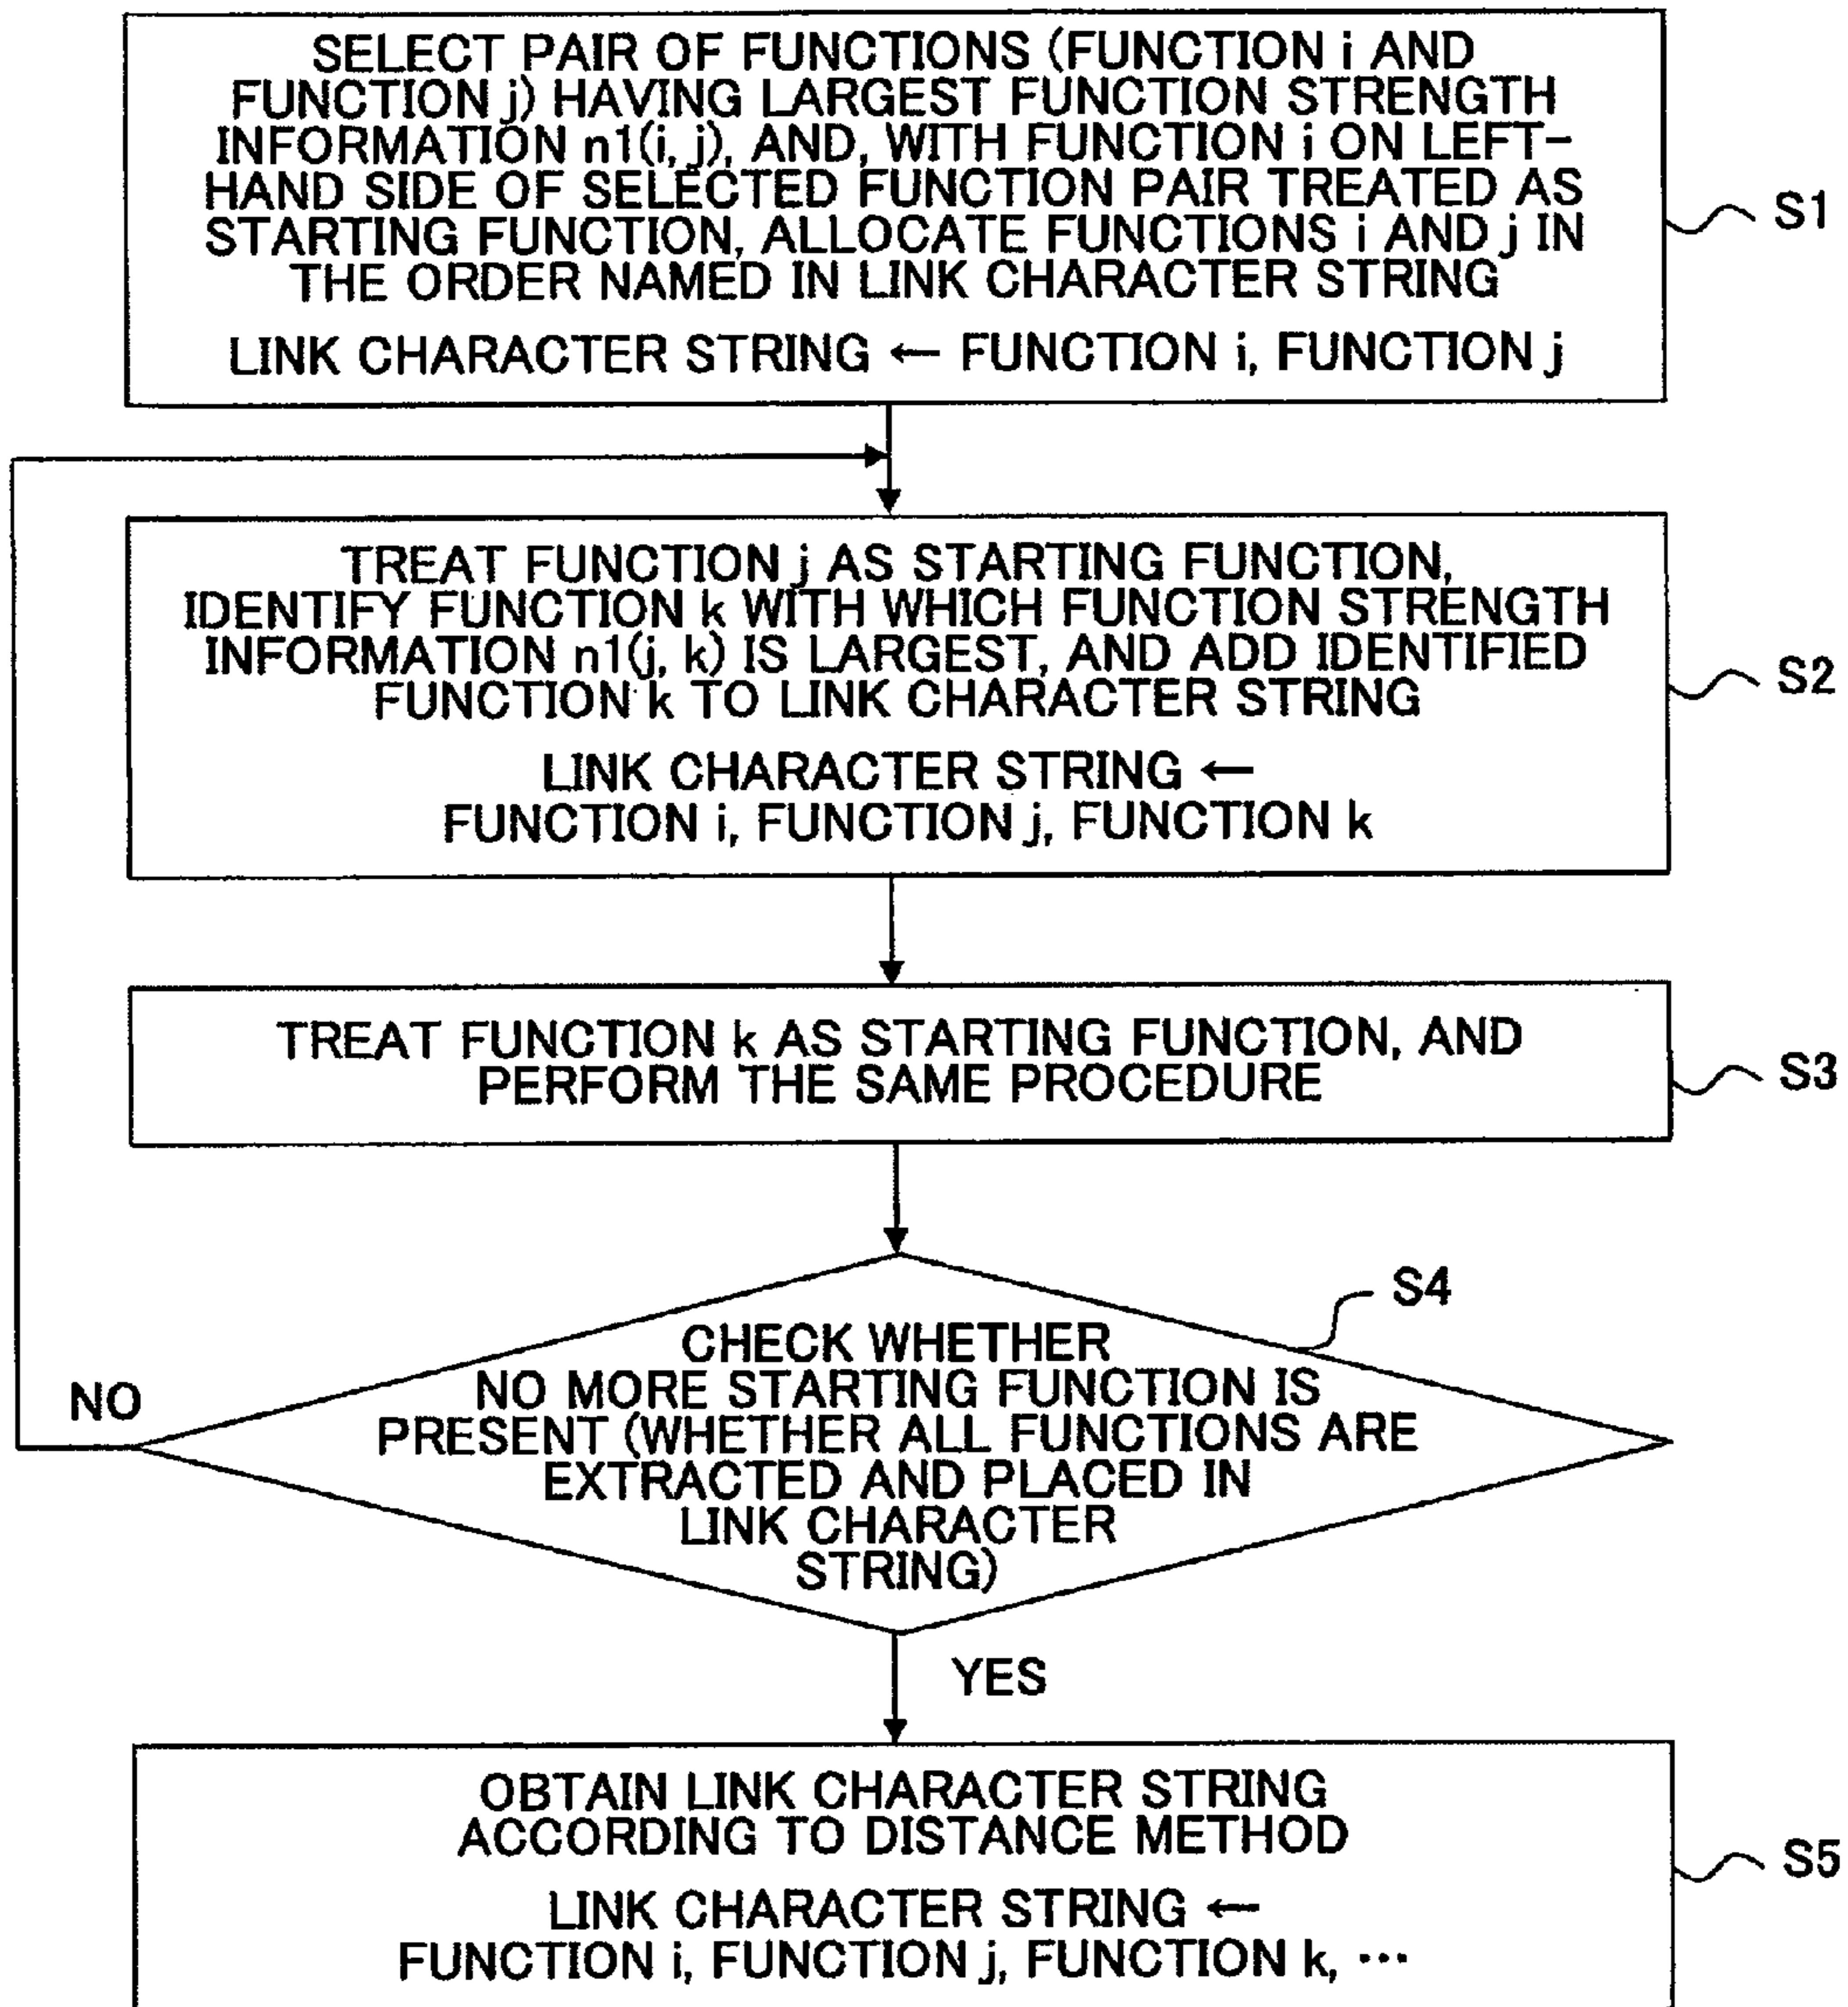 SELECT PAIR OF FUNCTIONS (FUNCTION i AND
FUNCTION j) HAVING LARGEST FUNCTION STRENGTH
INFORMATION n1(i, j), AND, WITH FUNCTION i ON LEFT-
HAND SIDE OF SELECTED FUNCTION PAIR TREATED AS
STARTING FUNCTION, ALLOCATE FUNCTIONS i AND j IN
THE ORDER NAMED IN LINK CHARACTER STRING
LINK CHARACTER STRING ← FUNCTION i, FUNCTION j
S1
TREAT FUNCTION j AS STARTING FUNCTION,
IDENTIFY FUNCTION k WITH WHICH FUNCTION STRENGTH
INFORMATION n1(j, k) IS LARGEST, AND ADD IDENTIFIED
FUNCTION k TO LINK CHARACTER STRING
LINK CHARACTER STRING ←
FUNCTION i, FUNCTION j, FUNCTION k
S2
TREAT FUNCTION k AS STARTING FUNCTION, AND
PERFORM THE SAME PROCEDURE
S3
S4
CHECK WHETHER
NO MORE STARTING FUNCTION IS
PRESENT (WHETHER ALL FUNCTIONS ARE
EXTRACTED AND PLACED IN
LINK CHARACTER
STRING)
NO
YES
OBTAIN LINK CHARACTER STRING
ACCORDING TO DISTANCE METHOD
LINK CHARACTER STRING ←
FUNCTION i, FUNCTION j, FUNCTION k, ···
S5